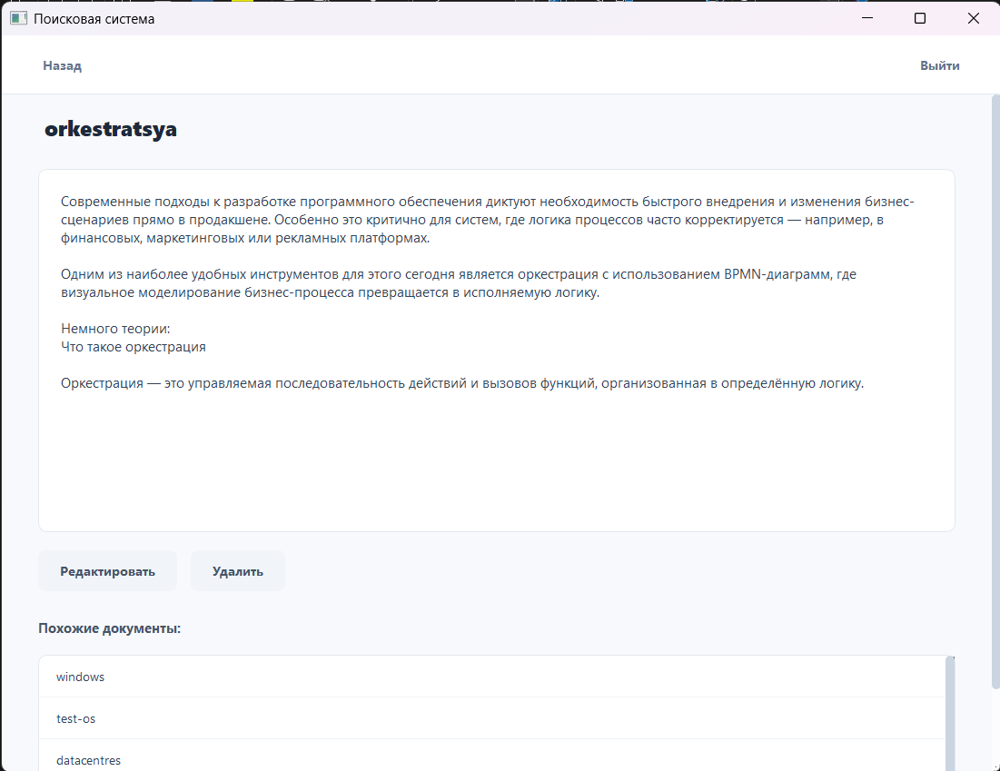 Поисковая система
Назад
Выйти
orkestratsya
Современные подходы к разработке программного обеспечения диктуют необходимость быстрого внедрения и изменения бизнес-
сценариев прямо в продакшене. Особенно это критично для систем, где логика процессов часто корректируется — например, в
финансовых, маркетинговых или рекламных платформах.
Одним из наиболее удобных инструментов для этого сегодня является оркестрация с использованием BPMN-диаграмм, где
визуальное моделирование бизнес-процесса превращается в исполняемую логику.
Немного теории:
Что такое оркестрация
Оркестрация — это управляемая последовательность действий и вызовов функций, организованная в определённую логику.
Редактировать
Удалить
Похожие документы:
windows
test-os
datacentres